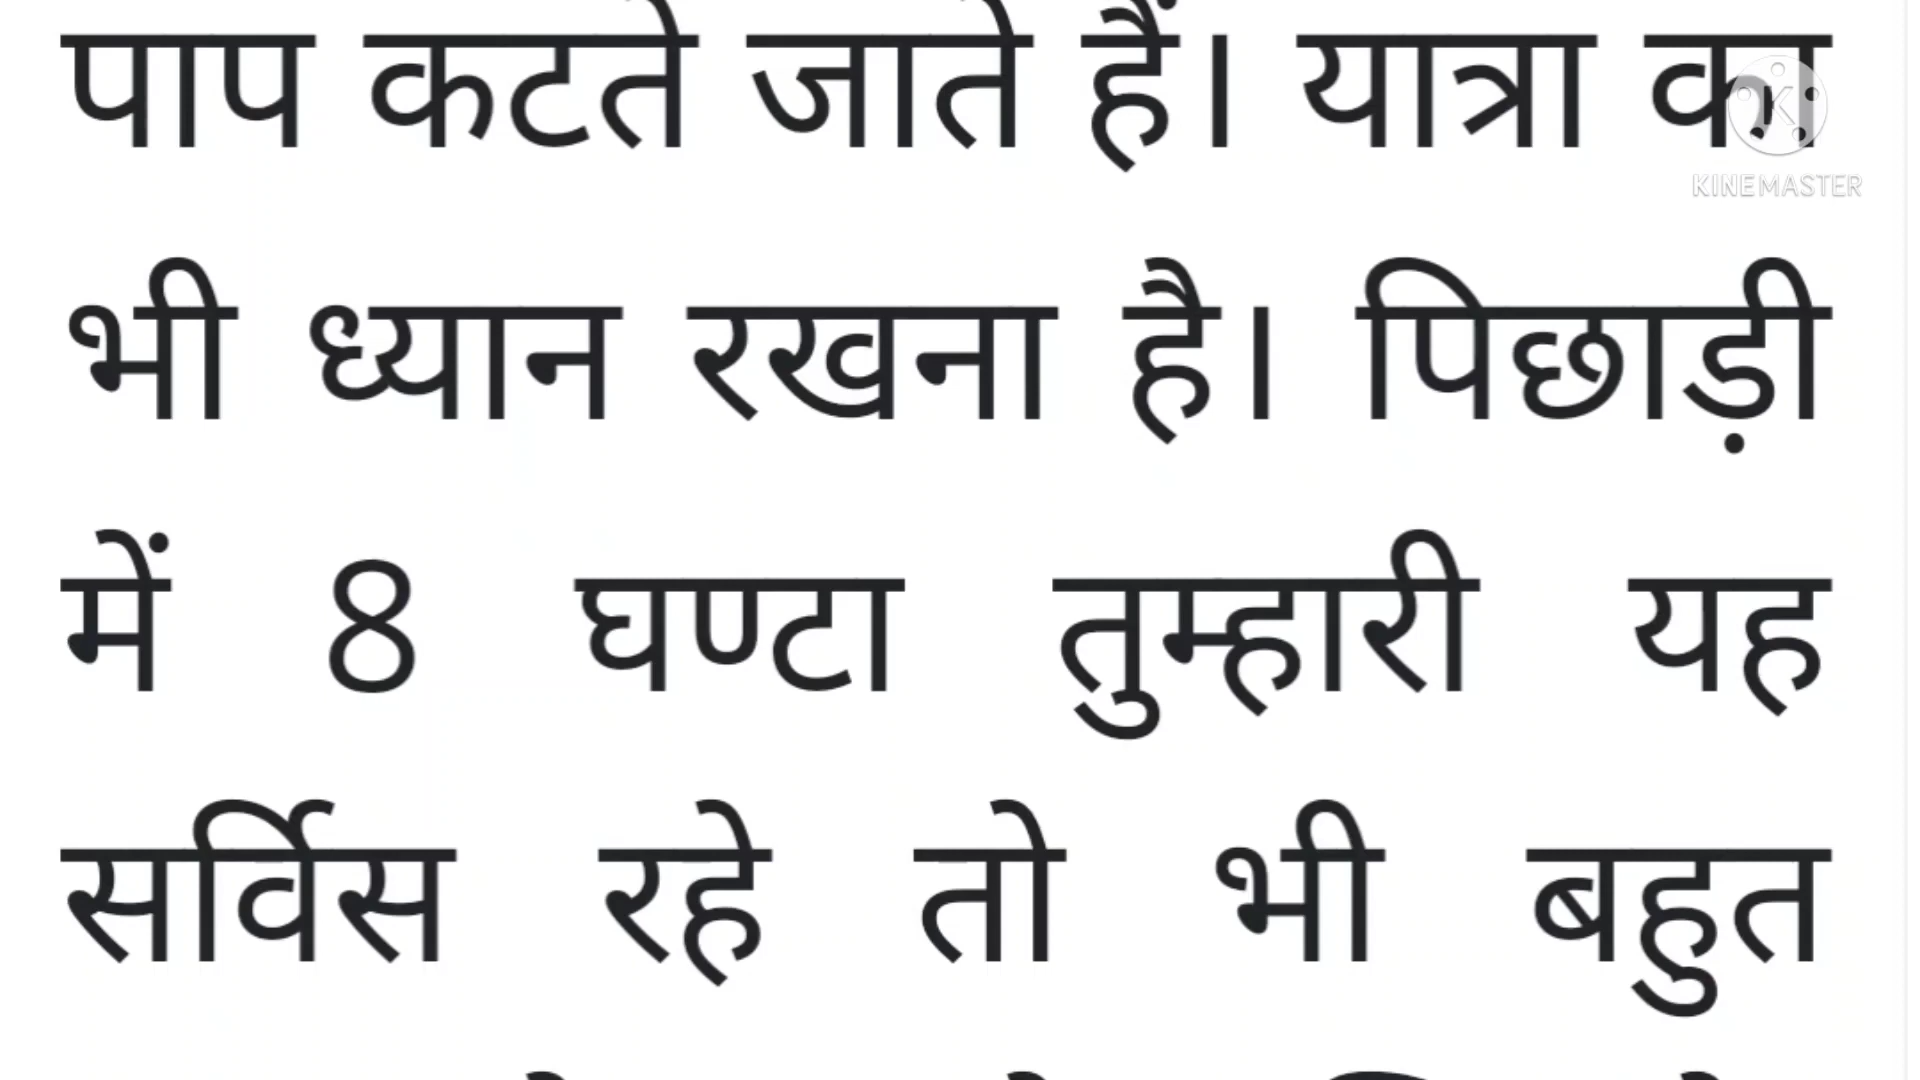 पाप कटते जाते हैं। यात्रा का
KINEMASTER
भी ध्यान रखना है। पिछाड़ी
में 8 घण्टा तुम्हारी यह
सर्विस रहे तो भी बहुत